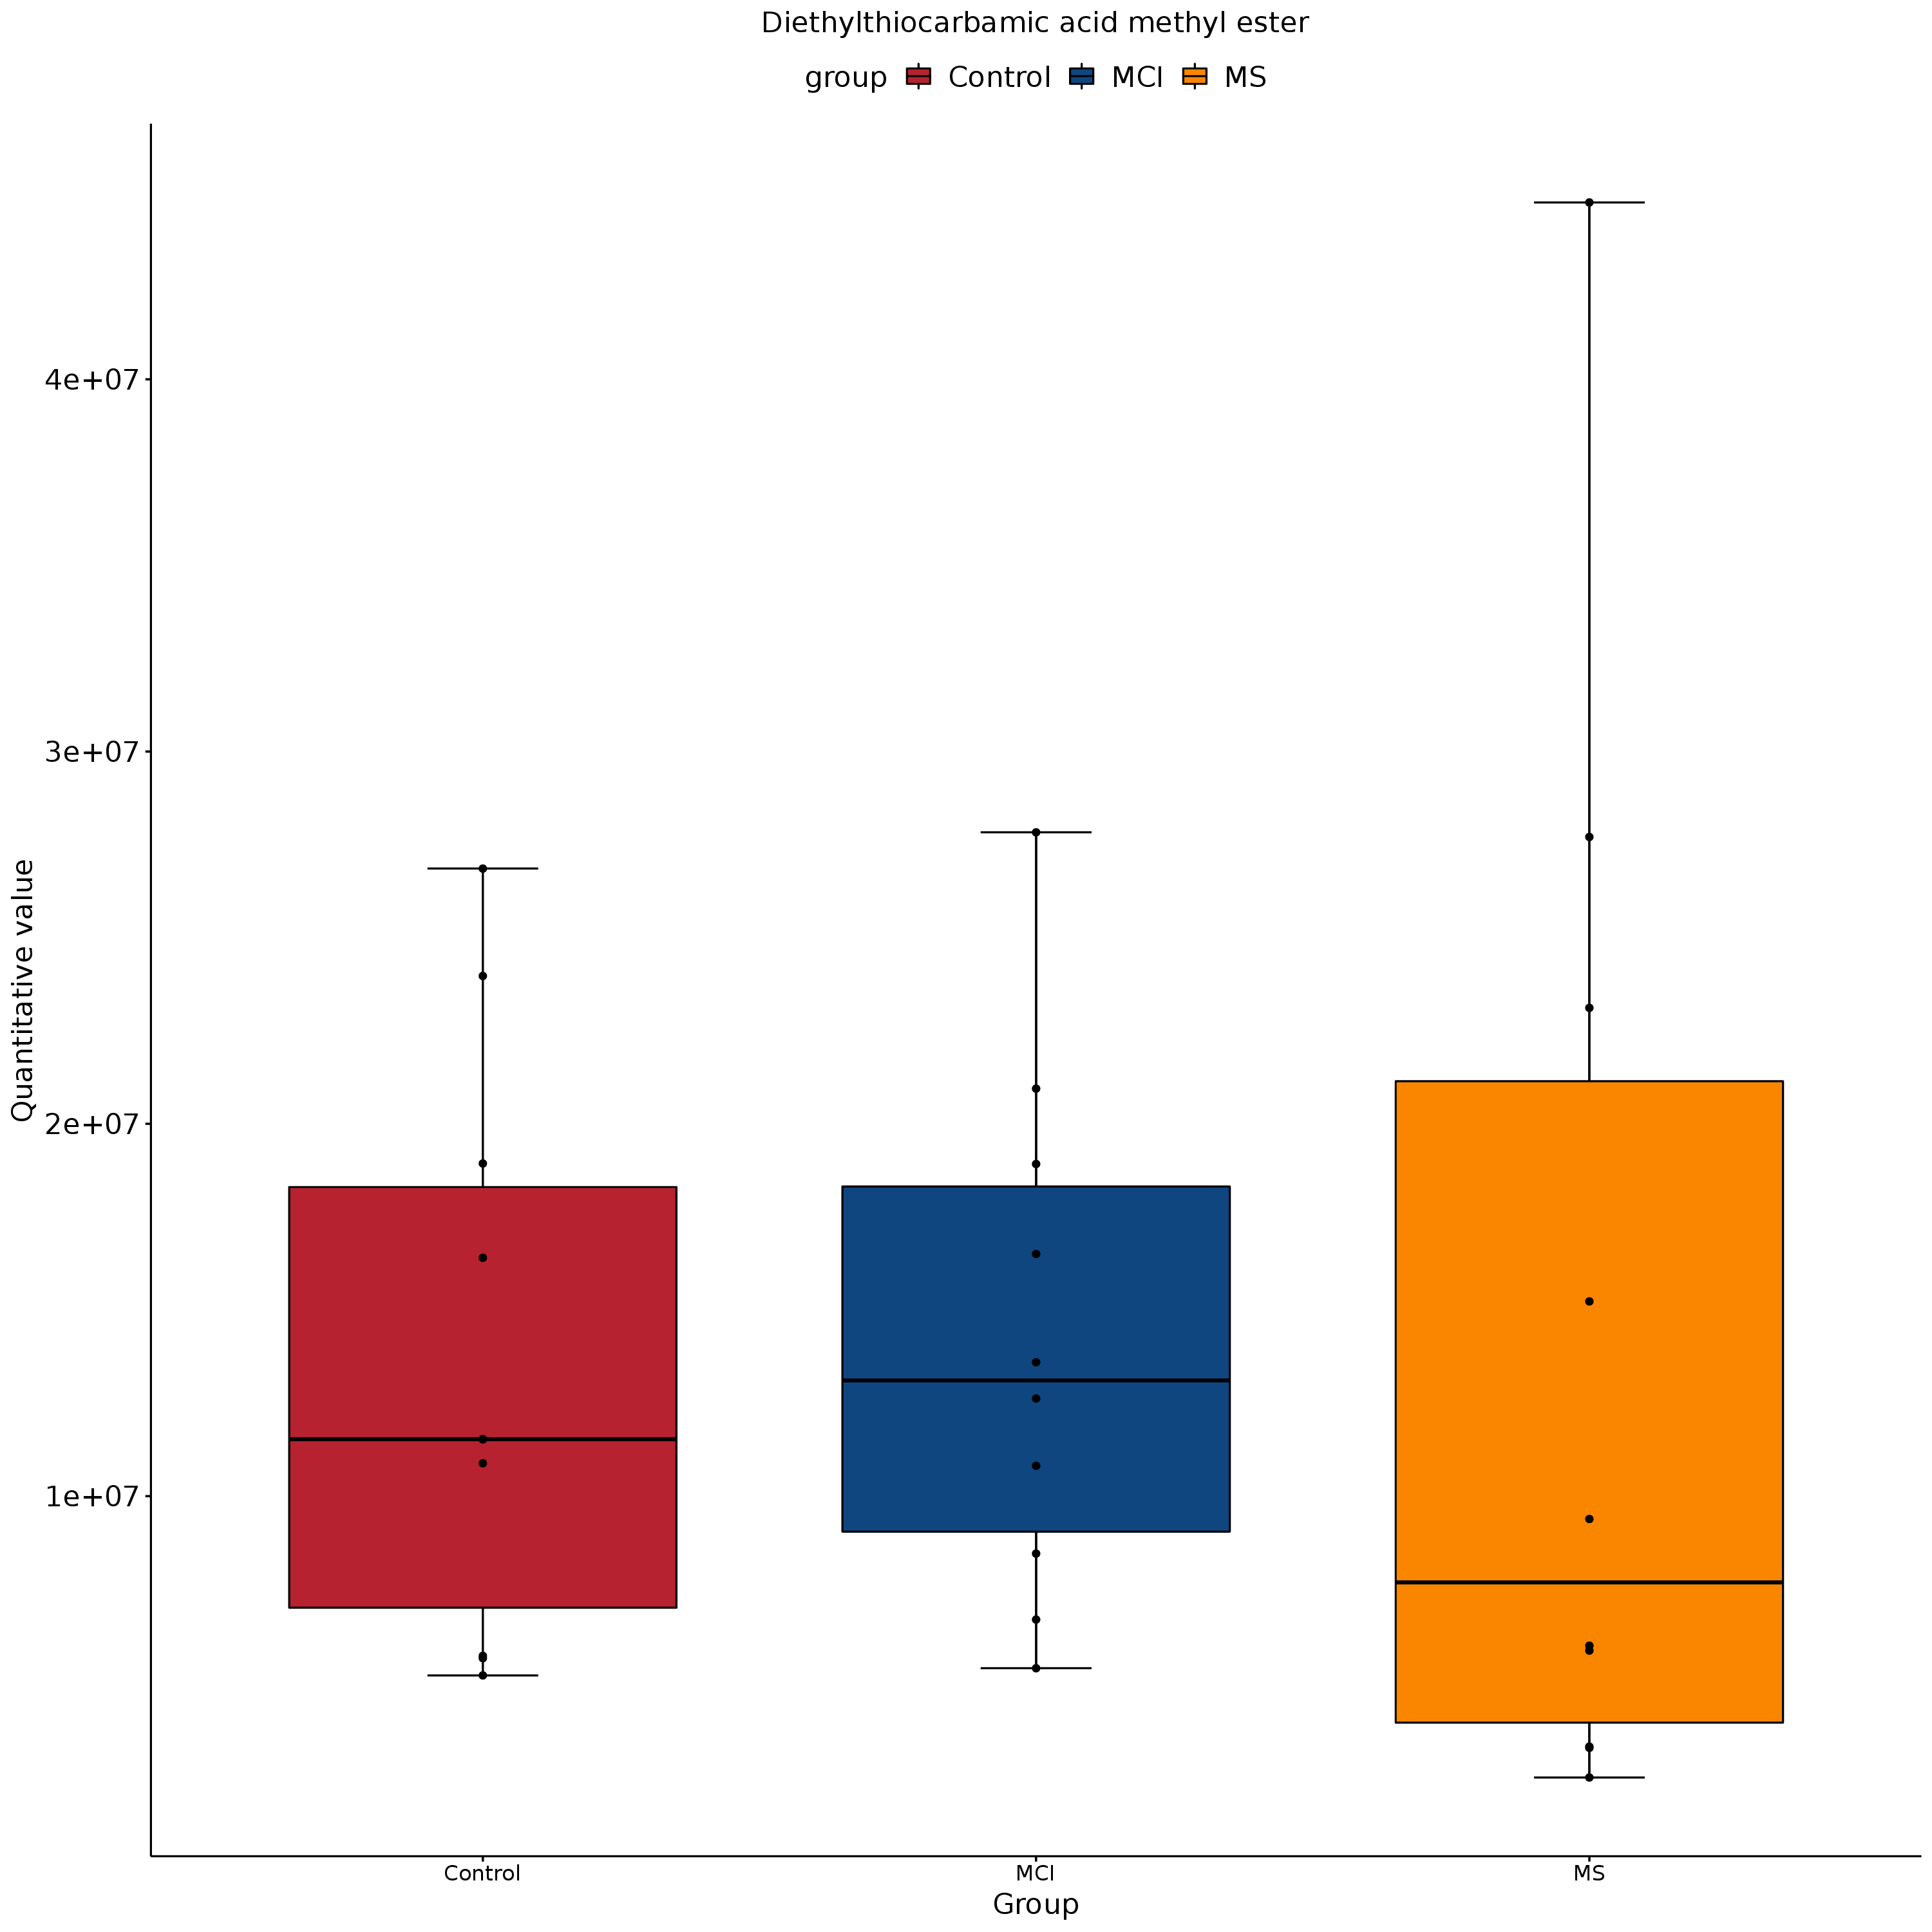 Diethylthiocarbamic acid methyl ester
group Control MCI MS
Quantitative value
4e+07
3e+07
2e+07
1e+07
Control MCI MS
Group